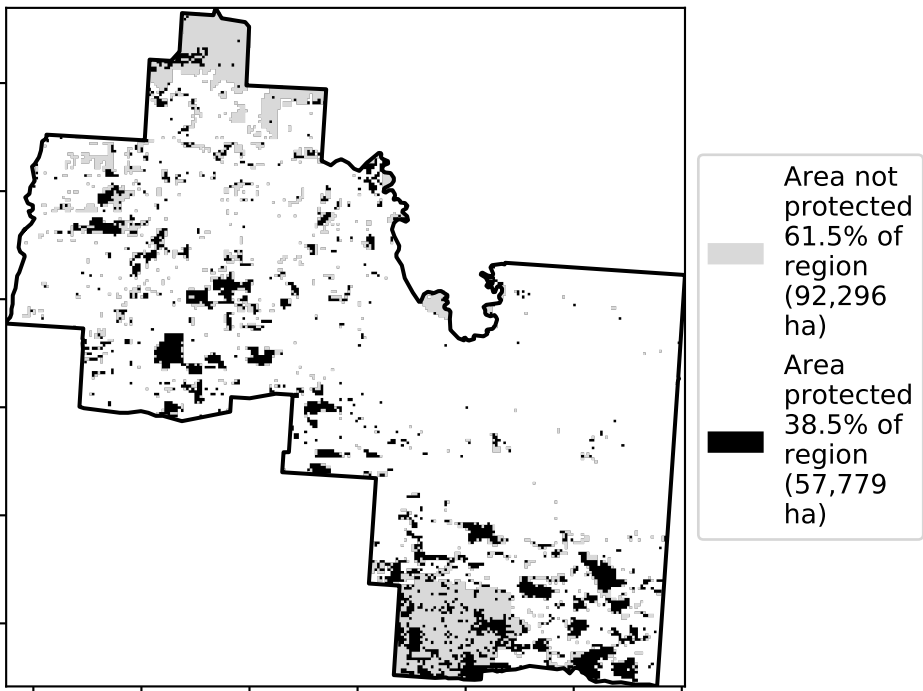 Area not
protected
61.5% of
region
(92,296
ha)
Area
protected
38.5% of
region
(57,779
ha)